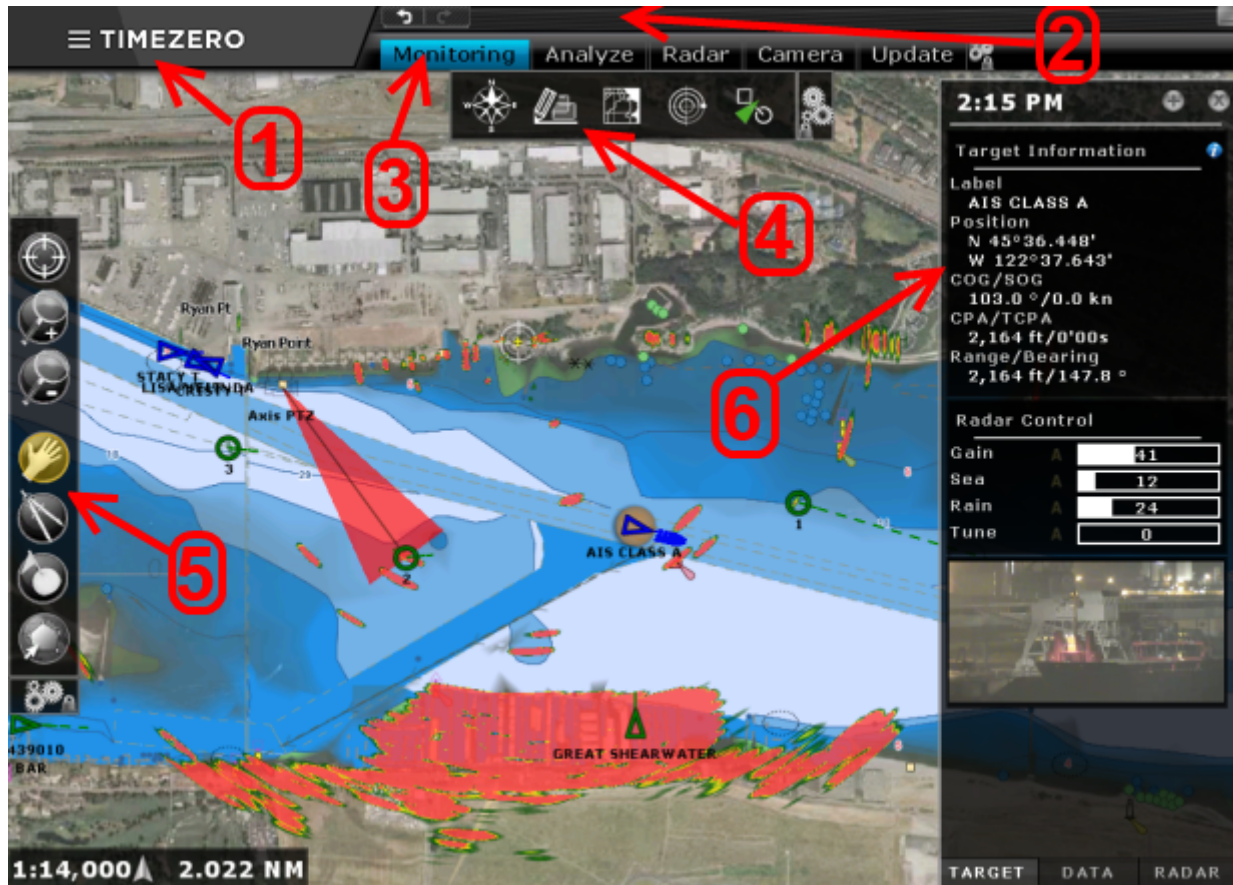 TIMEZERO
Monitoring Analyze Radar Camera Update
1
2
3
4
5
6
2:15 PM
Target Information
Label
AIS CLASS A
Position
N 45°36.448'
W 122°37.643'
COG/SOG
103.0 °/0.0 kn
CPA/TCPA
2,164 ft/0'00s
Range/Bearing
2,164 ft/147.8 °
Radar Control
Gain A 41
Sea A 12
Rain A 24
Tune A 0
Ryan Pt
Ryan Point
STACY T
Axis PTZ
3
2
1
AIS CLASS A
GREAT SHEARWATER
439010
BAR
1:14,000 2.022 NM
TARGET DATA RADAR